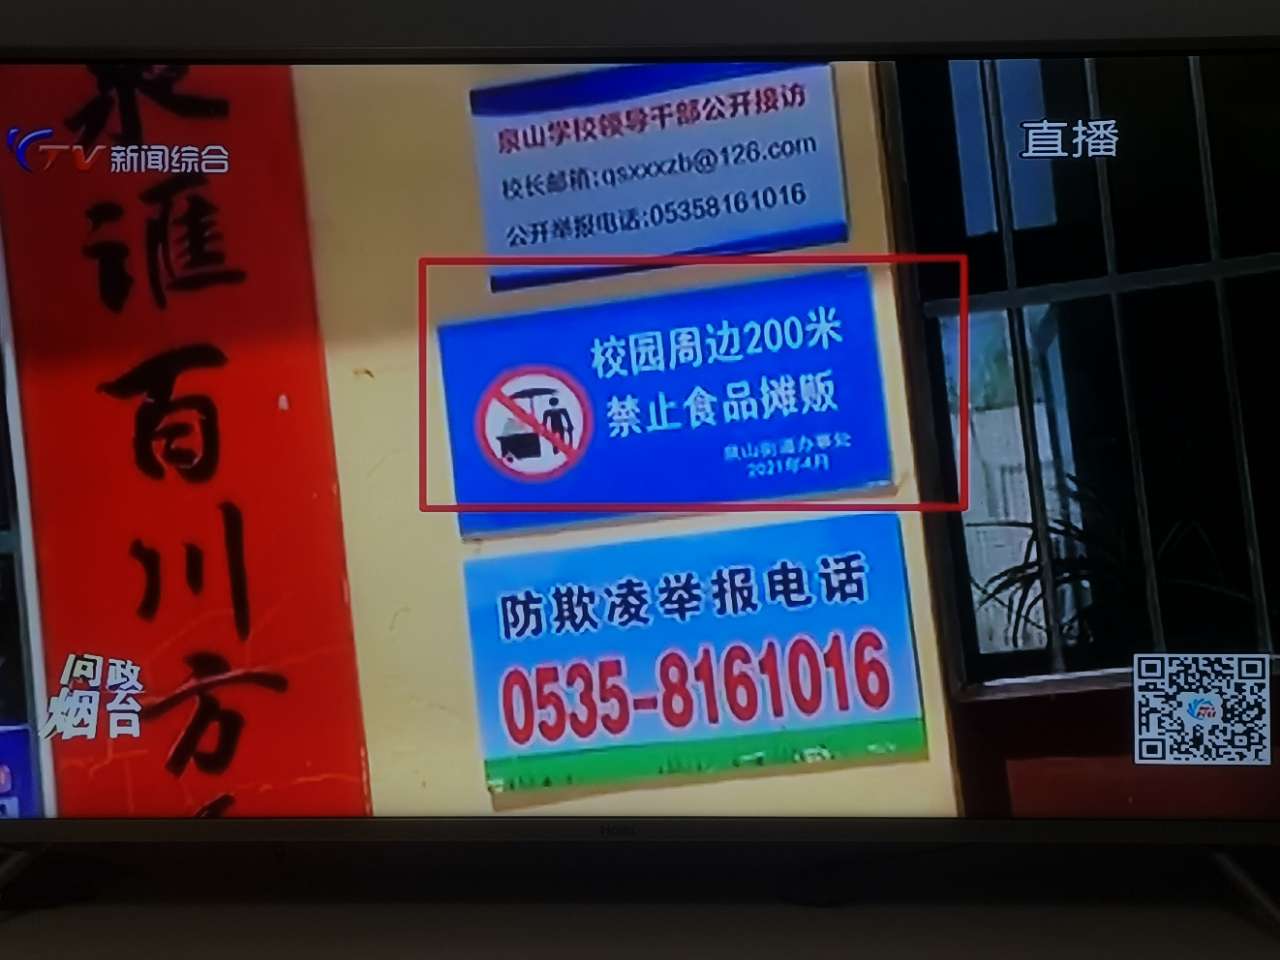 泉
汇
百
川
方
TV新闻综合
直播
泉山学校领导干部公开接访
校长邮箱:qsxxxzb@126.com
公开举报电话:05358161016
校园周边200米
禁止食品摊贩
泉山街道办事处
2021年4月
防欺凌举报电话
0535-8161016
问政
烟台
Haier